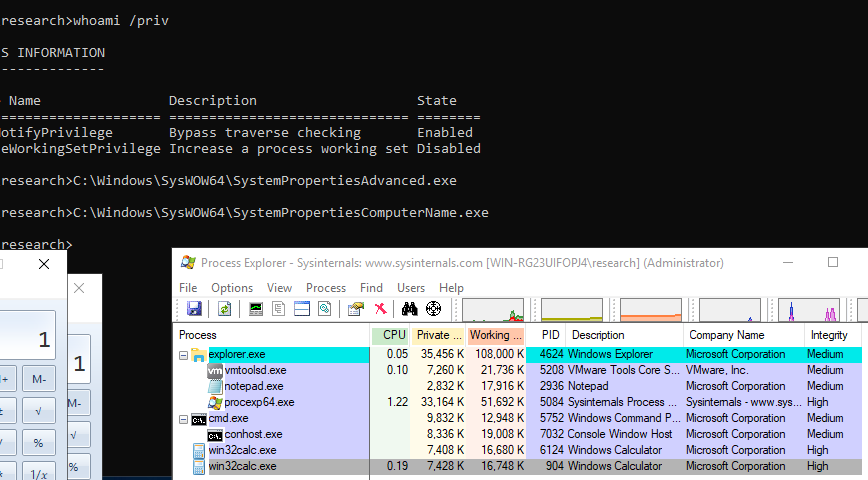 research>whoami /priv
S INFORMATION
-------------
Name Description State
==================== ============================== ========
NotifyPrivilege Bypass traverse checking Enabled
eWorkingSetPrivilege Increase a process working set Disabled
research>C:\Windows\SysWOW64\SystemPropertiesAdvanced.exe
research>C:\Windows\SysWOW64\SystemPropertiesComputerName.exe
research>
Process Explorer - Sysinternals: www.sysinternals.com [WIN-RG23UIFOPJ4\research] (Administrator)
File Options View Process Find Users Help
Process CPU Private ... Working ... PID Description Company Name Integrity
explorer.exe 0.05 35,456 K 108,000 K 4624 Windows Explorer Microsoft Corporation Medium
vmtoolsd.exe 0.10 7,260 K 21,736 K 5208 VMware Tools Core S... VMware, Inc. Medium
notepad.exe 2,832 K 17,916 K 2936 Notepad Microsoft Corporation Medium
procexp64.exe 1.22 33,164 K 51,692 K 5084 Sysinternals Process ... Sysinternals - www.sys... High
cmd.exe 9,832 K 12,948 K 5752 Windows Command P... Microsoft Corporation Medium
conhost.exe 8,336 K 19,008 K 7032 Console Window Host Microsoft Corporation Medium
win32calc.exe 7,408 K 16,680 K 6124 Windows Calculator Microsoft Corporation High
win32calc.exe 0.19 7,428 K 16,748 K 904 Windows Calculator Microsoft Corporation High
1
M+ M-
± √
/ %
* 1/x
1
M-
√
%